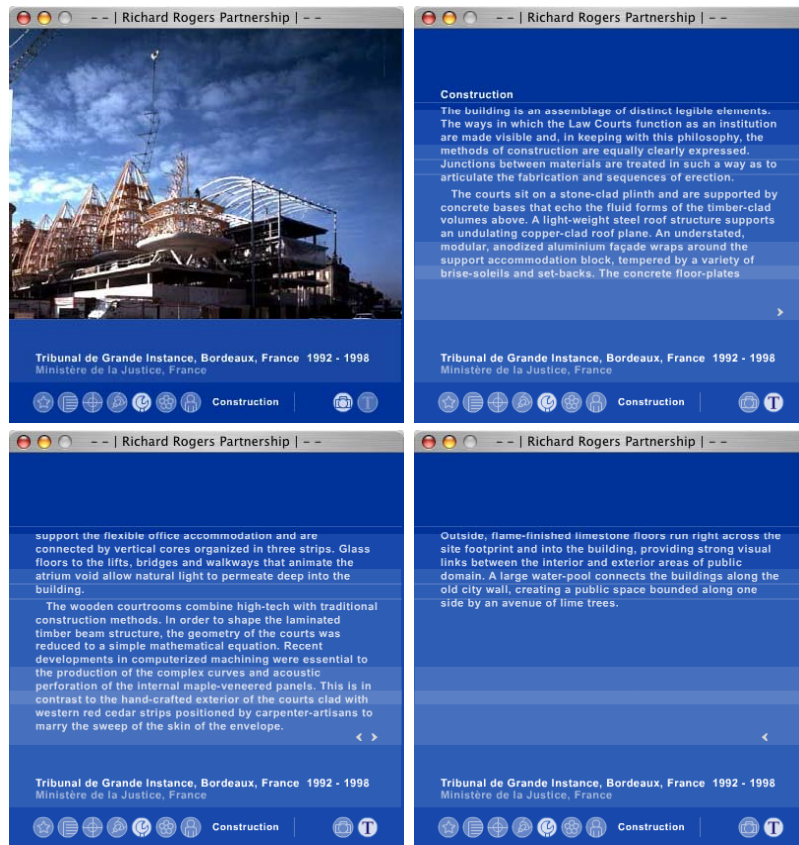 - - | Richard Rogers Partnership | - -
Tribunal de Grande Instance, Bordeaux, France 1992 - 1998
Ministère de la Justice, France
Construction
T
- - | Richard Rogers Partnership | - -
Construction
The building is an assemblage of distinct legible elements.
The ways in which the Law Courts function as an institution
are made visible and, in keeping with this philosophy, the
methods of construction are equally clearly expressed.
Junctions between materials are treated in such a way as to
articulate the fabrication and sequences of erection.
The courts sit on a stone-clad plinth and are supported by
concrete bases that echo the fluid forms of the timber-clad
volumes above. A light-weight steel roof structure supports
an undulating copper-clad roof plane. An understated,
modular, anodized aluminium façade wraps around the
support accommodation block, tempered by a variety of
brise-soleils and set-backs. The concrete floor-plates
Tribunal de Grande Instance, Bordeaux, France 1992 - 1998
Ministère de la Justice, France
Construction
T
- - | Richard Rogers Partnership | - -
support the flexible office accommodation and are
connected by vertical cores organized in three strips. Glass
floors to the lifts, bridges and walkways that animate the
atrium void allow natural light to permeate deep into the
building.
The wooden courtrooms combine high-tech with traditional
construction methods. In order to shape the laminated
timber beam structure, the geometry of the courts was
reduced to a simple mathematical equation. Recent
developments in computerized machining were essential to
the production of the complex curves and acoustic
perforation of the internal maple-veneered panels. This is in
contrast to the hand-crafted exterior of the courts clad with
western red cedar strips positioned by carpenter-artisans to
marry the sweep of the skin of the envelope.
Tribunal de Grande Instance, Bordeaux, France 1992 - 1998
Ministère de la Justice, France
Construction
T
- - | Richard Rogers Partnership | - -
Outside, flame-finished limestone floors run right across the
site footprint and into the building, providing strong visual
links between the interior and exterior areas of public
domain. A large water-pool connects the buildings along the
old city wall, creating a public space bounded along one
side by an avenue of lime trees.
Tribunal de Grande Instance, Bordeaux, France 1992 - 1998
Ministère de la Justice, France
Construction
T